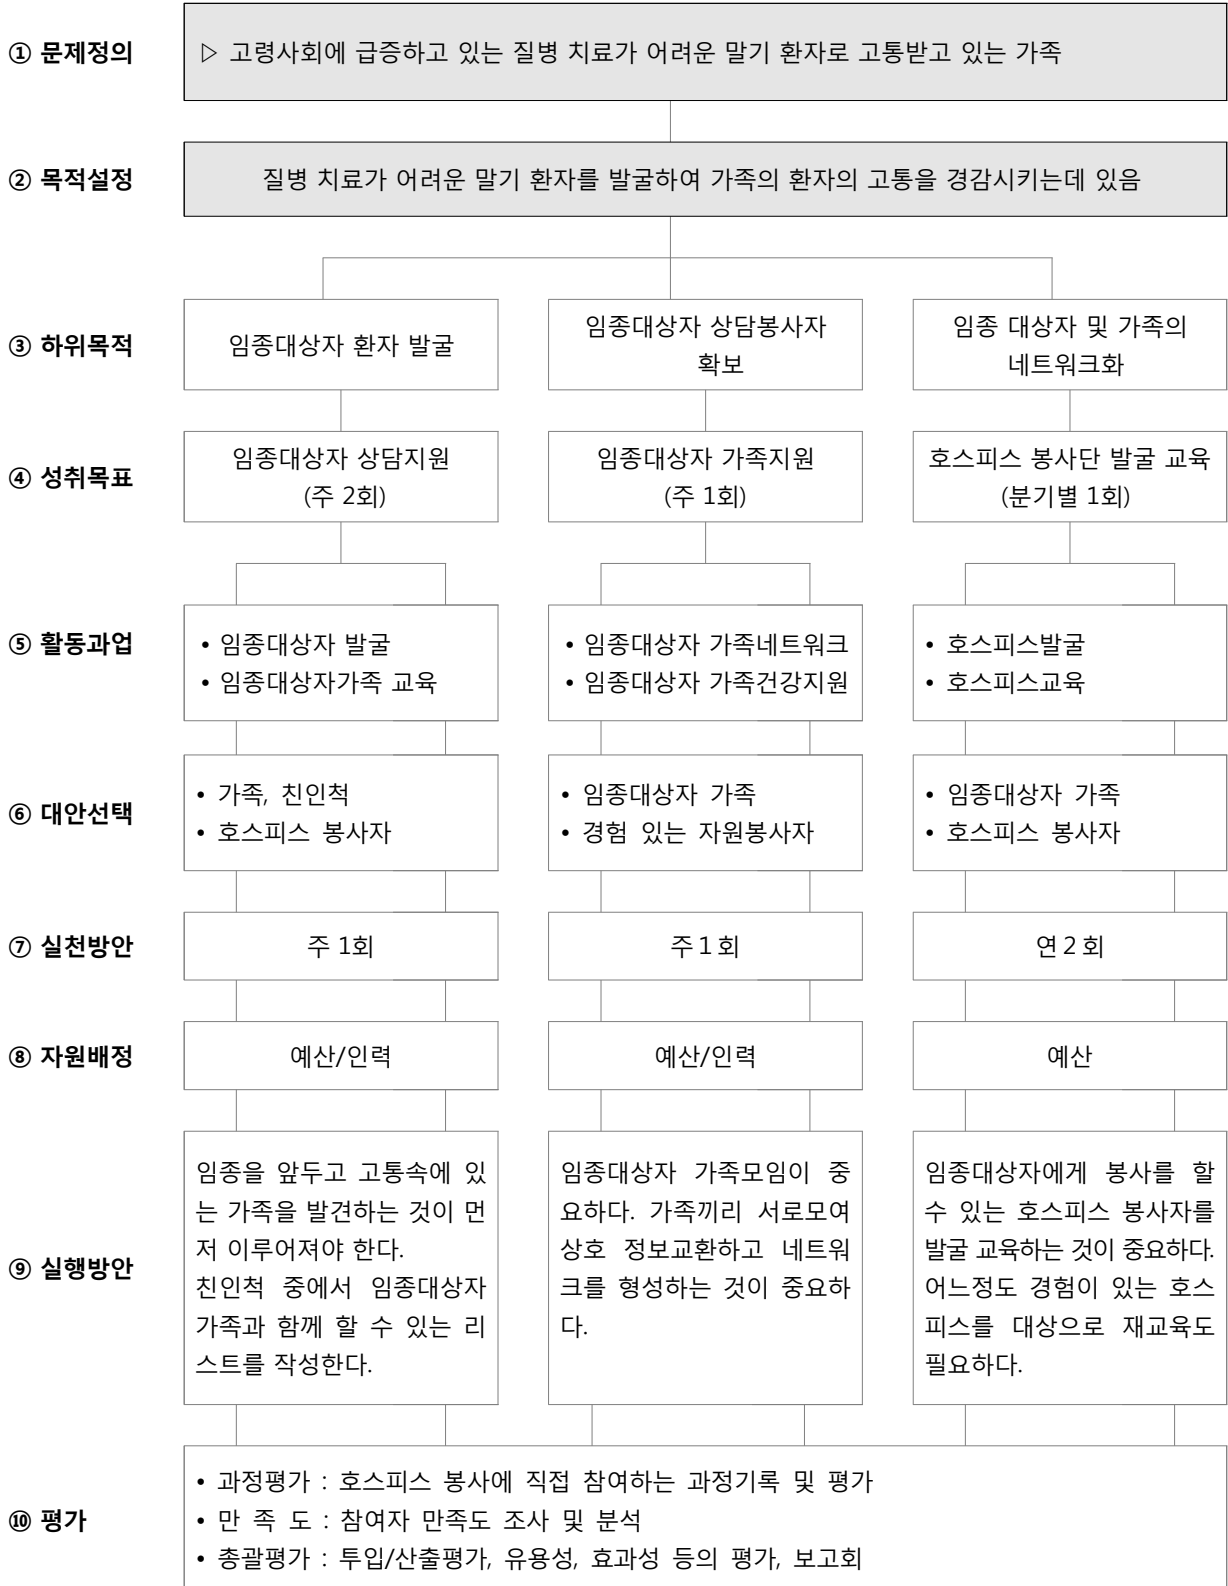 ① 문제정의
▷ 고령사회에 급증하고 있는 질병 치료가 어려운 말기 환자로 고통받고 있는 가족
② 목적설정
질병 치료가 어려운 말기 환자를 발굴하여 가족의 환자의 고통을 경감시키는데 있음
③ 하위목적
임종대상자 환자 발굴
임종대상자 상담봉사자
확보
임종 대상자 및 가족의
네트워크화
④ 성취목표
임종대상자 상담지원
(주 2회)
임종대상자 가족지원
(주 1회)
호스피스 봉사단 발굴 교육
(분기별 1회)
⑤ 활동과업
• 임종대상자 발굴
• 임종대상자가족 교육
• 임종대상자 가족네트워크
• 임종대상자 가족건강지원
• 호스피스발굴
• 호스피스교육
⑥ 대안선택
• 가족, 친인척
• 호스피스 봉사자
• 임종대상자 가족
• 경험 있는 자원봉사자
• 임종대상자 가족
• 호스피스 봉사자
⑦ 실천방안
주 1회
주 1 회
연 2 회
⑧ 자원배정
예산/인력
예산/인력
예산
⑨ 실행방안
임종을 앞두고 고통속에 있
는 가족을 발견하는 것이 먼
저 이루어져야 한다.
친인척 중에서 임종대상자
가족과 함께 할 수 있는 리
스트를 작성한다.
임종대상자 가족모임이 중
요하다. 가족끼리 서로모여
상호 정보교환하고 네트워
크를 형성하는 것이 중요하
다.
임종대상자에게 봉사를 할
수 있는 호스피스 봉사자를
발굴 교육하는 것이 중요하다.
어느정도 경험이 있는 호스
피스를 대상으로 재교육도
필요하다.
⑩ 평가
• 과정평가 : 호스피스 봉사에 직접 참여하는 과정기록 및 평가
• 만 족 도 : 참여자 만족도 조사 및 분석
• 총괄평가 : 투입/산출평가, 유용성, 효과성 등의 평가, 보고회